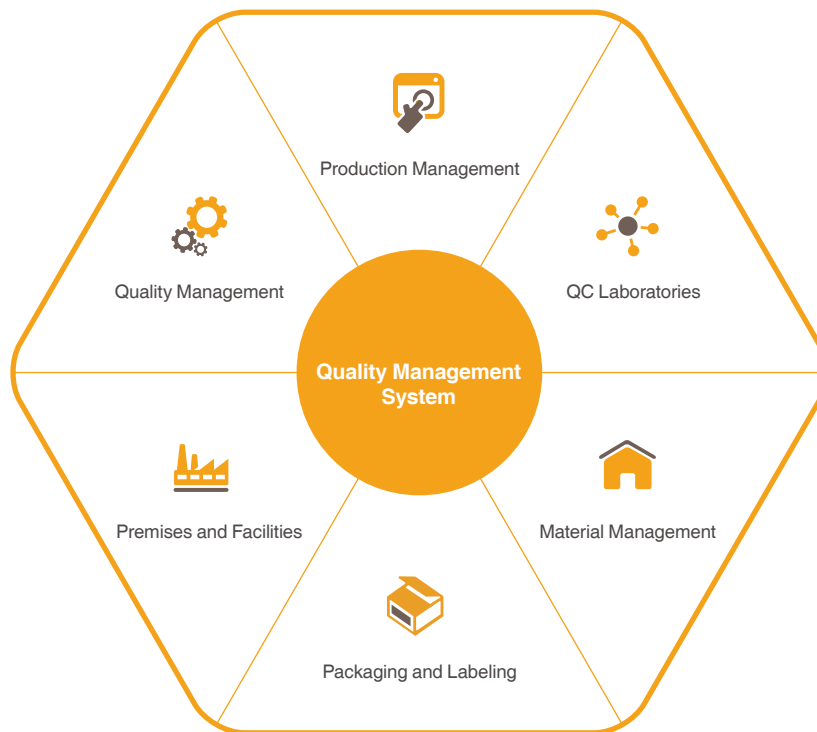 Production Management
Quality Management
QC Laboratories
Quality Management
System
Premises and Facilities
Material Management
Packaging and Labeling